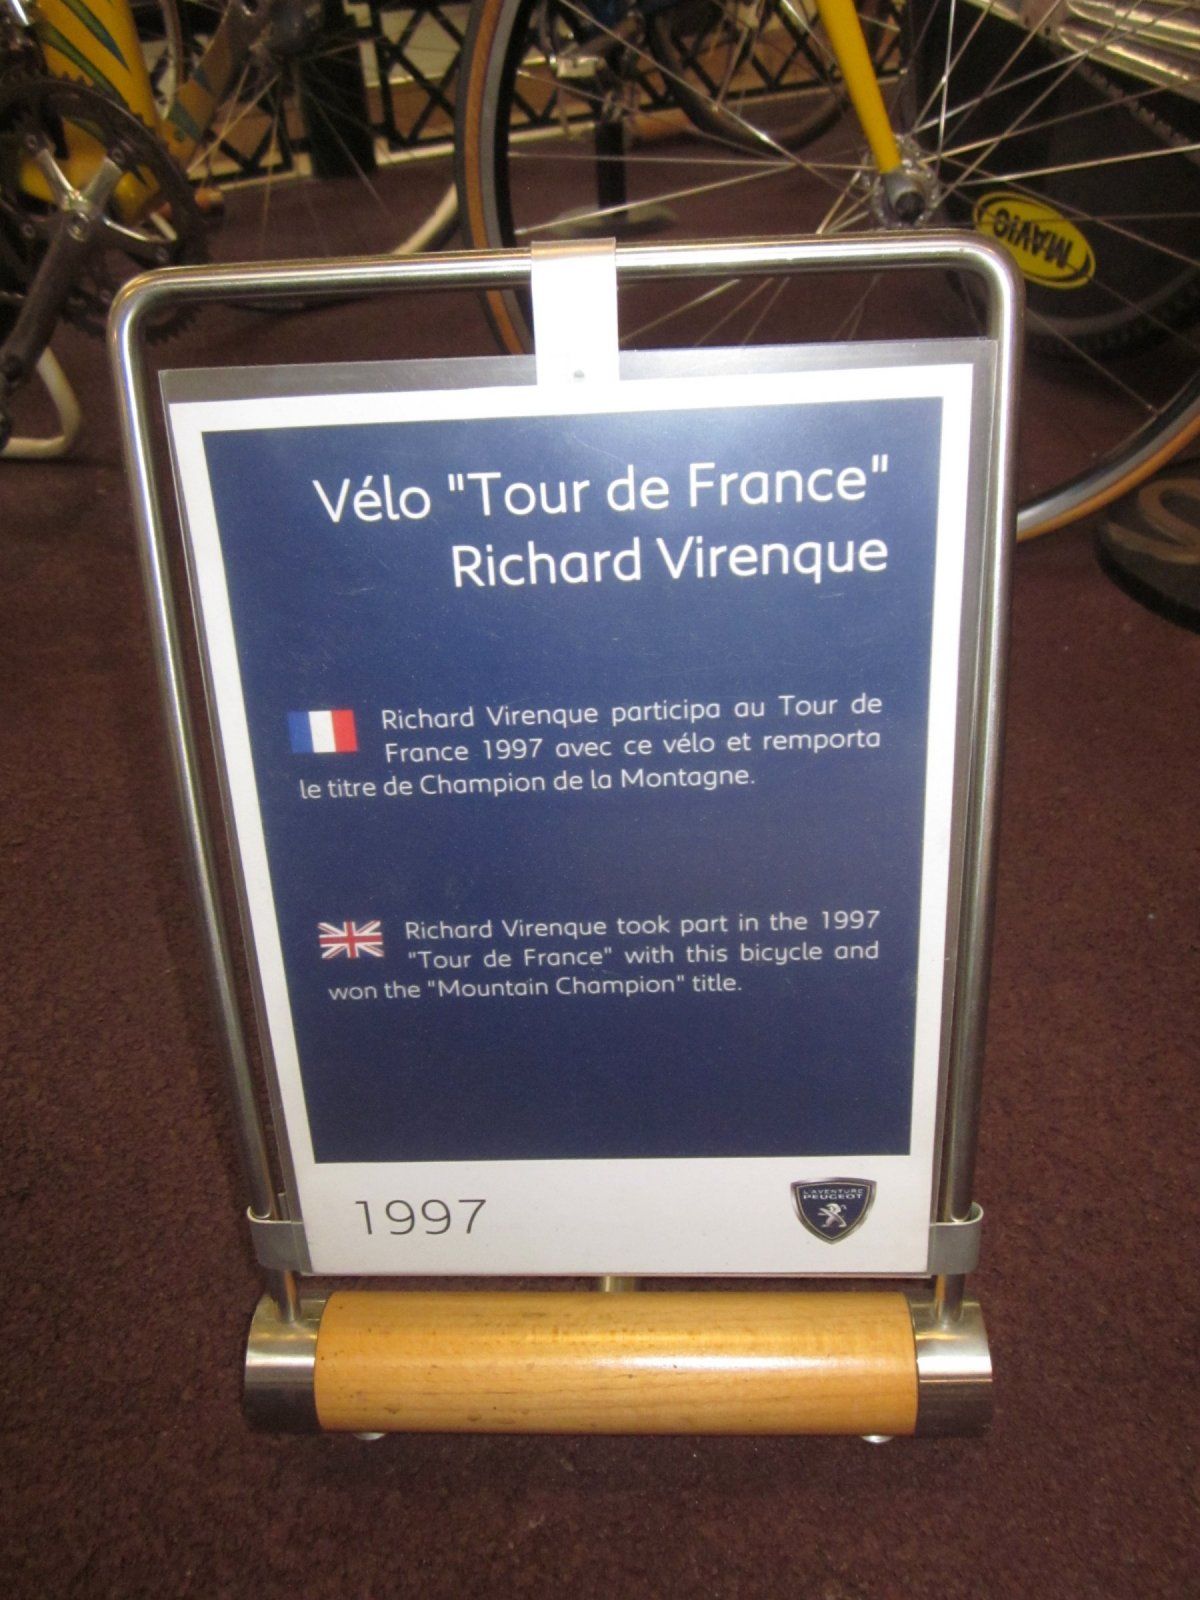 MAVIC
Vélo "Tour de France"
Richard Virenque
Richard Virenque participa au Tour de
France 1997 avec ce vélo et remporta
le titre de Champion de la Montagne.
Richard Virenque took part in the 1997
"Tour de France" with this bicycle and
won the "Mountain Champion" title.
1997
L'AVENTURE
PEUGEOT